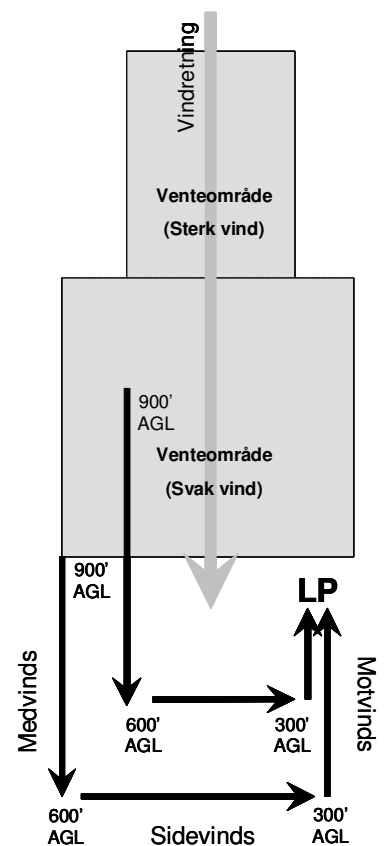 Vindretning
Venteområde
(Sterk vind)
900'
AGL
Venteområde
(Svak vind)
900'
AGL
LP
Medvinds
Motvinds
600'
AGL
300'
AGL
600'
AGL
Sidevinds
300'
AGL